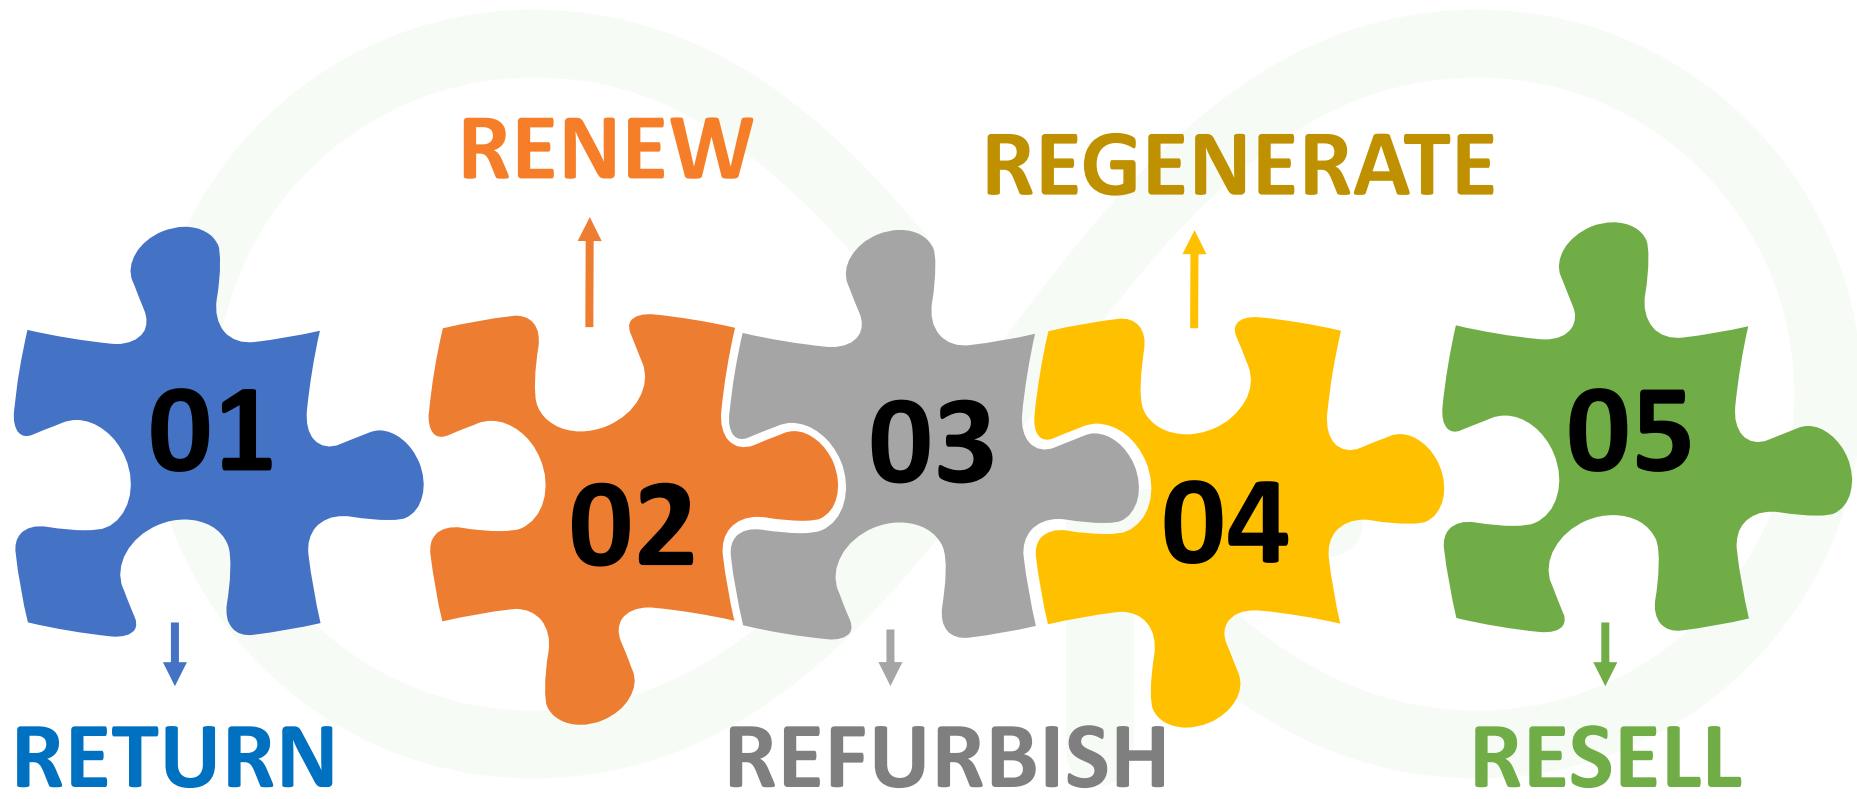 RENEW
REGENERATE
01
02
03
04
05
RETURN
REFURBISH
RESELL